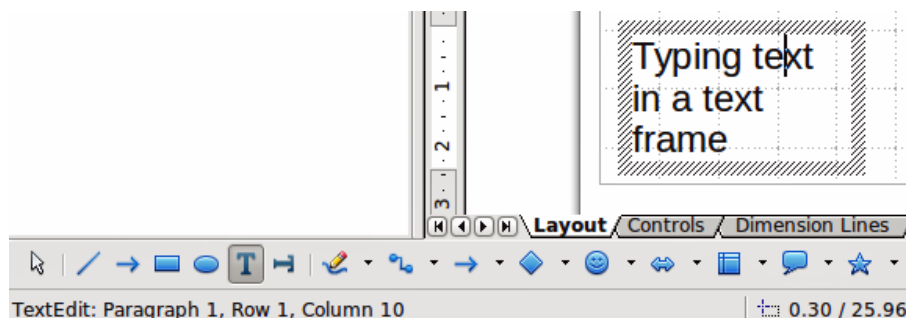 Typing text
in a text
frame
1
2
3
Layout Controls Dimension Lines
T
TextEdit: Paragraph 1, Row 1, Column 10
0.30 / 25.96